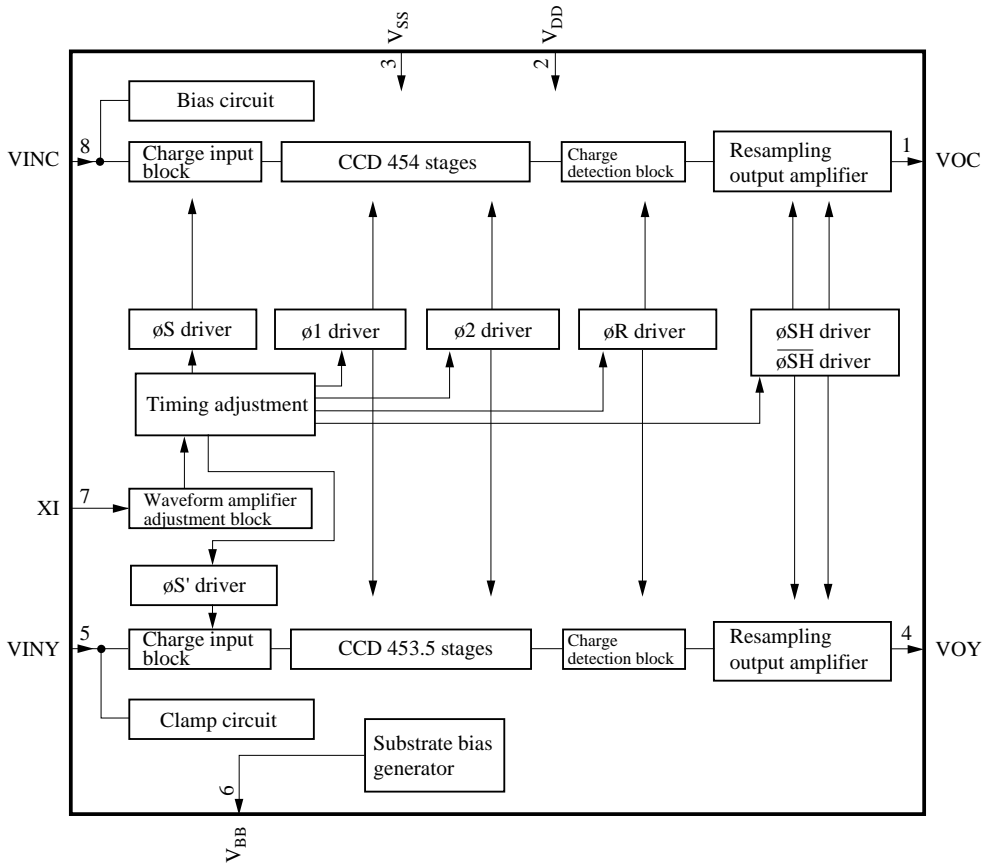 VSS
VDD
3
2
Bias circuit
VINC
8
Charge input
block
CCD 454 stages
Charge
detection block
Resampling
output amplifier
1
VOC
øS driver
ø1 driver
ø2 driver
øR driver
øSH driver
øSH driver
Timing adjustment
XI
7
Waveform amplifier
adjustment block
øS' driver
VINY
5
Charge input
block
CCD 453.5 stages
Charge
detection block
Resampling
output amplifier
4
VOY
Clamp circuit
Substrate bias
generator
6
VBB